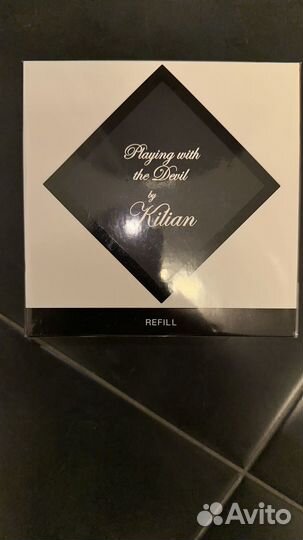 Playing with
the Devil
by
Kilian
REFILL
Avito